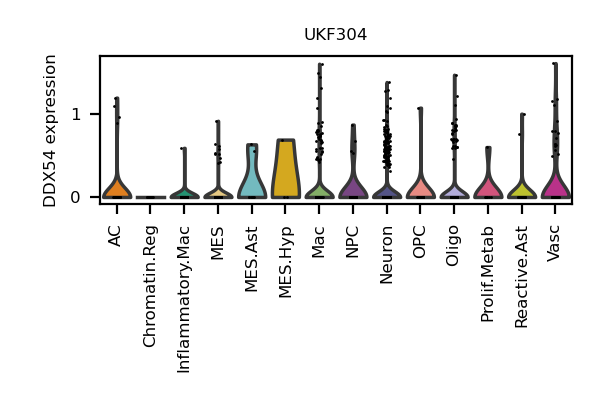 UKF304
DDX54 expression
1
0
AC
Chromatin.Reg
Inflammatory.Mac
MES
MES.Ast
MES.Hyp
Mac
NPC
Neuron
OPC
Oligo
Prolif.Metab
Reactive.Ast
Vasc